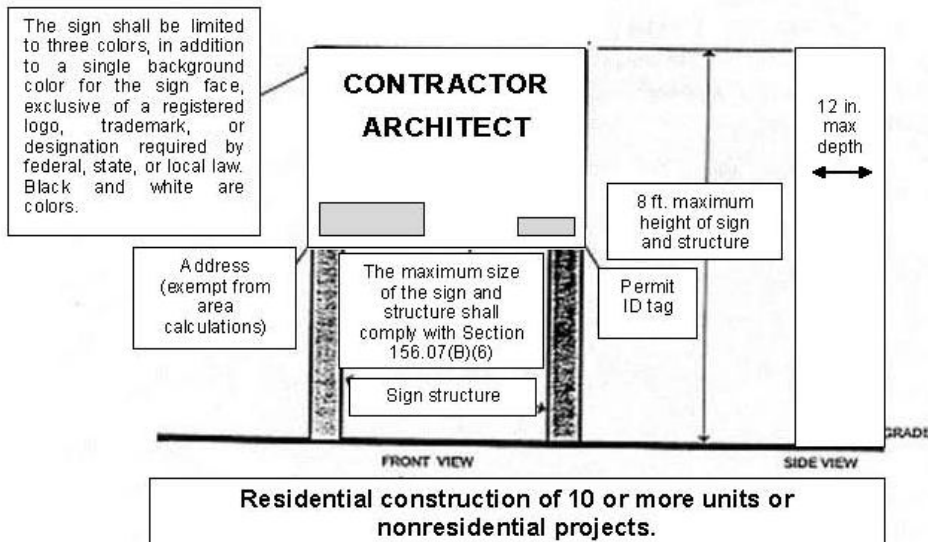 The sign shall be limited
to three colors, in addition
to a single background
color for the sign face,
exclusive of a registered
logo, trademark, or
designation required by
federal, state, or local law.
Black and white are
colors.
CONTRACTOR
ARCHITECT
12 in.
max
depth
8 ft. maximum
height of sign
and structure
Address
(exempt from
area
calculations)
The maximum size
of the sign and
structure shall
comply with Section
156.07(B)(6)
Permit
ID tag
Sign structure
GRADE
FRONT VIEW
SIDE VIEW
Residential construction of 10 or more units or
nonresidential projects.